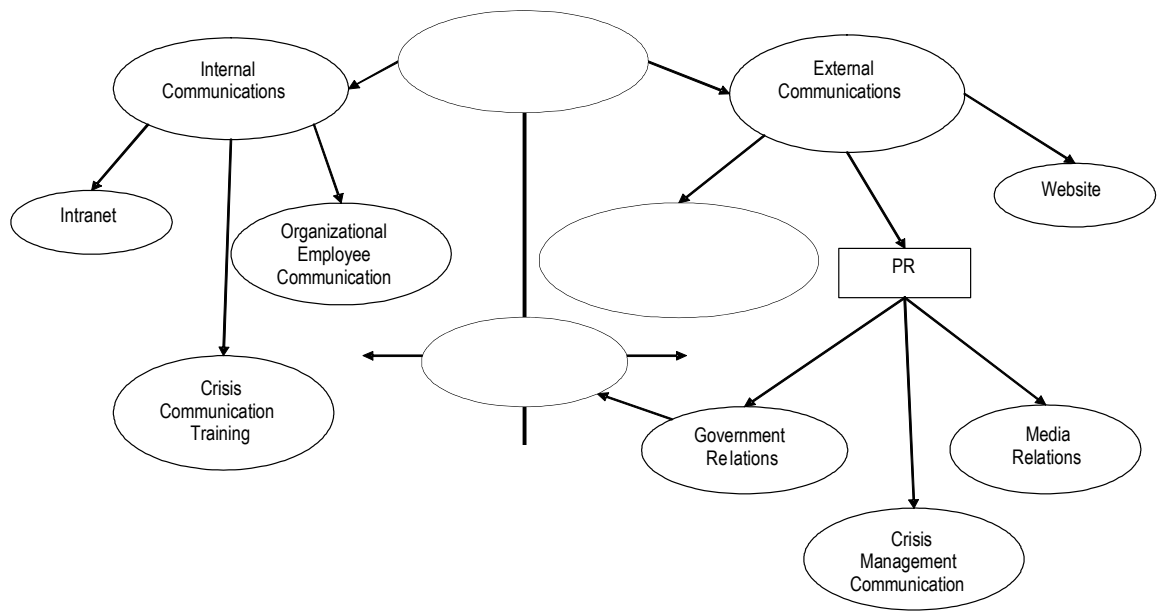 Internal
Communications
External
Communications
Intranet
Organizational
Employee
Communication
Website
PR
Crisis
Communication
Training
Government
Relations
Media
Relations
Crisis
Management
Communication